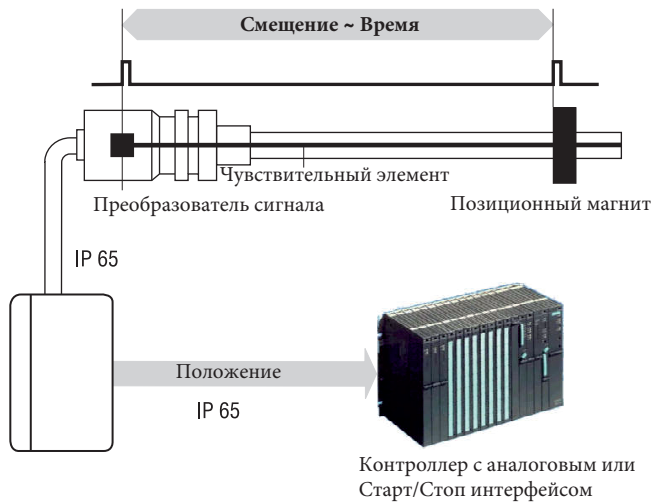 Смещение ~ Время
Чувствительный элемент
Преобразователь сигнала
Позиционный магнит
IP 65
Положение
IP 65
Контроллер с аналоговым или
Старт/Стоп интерфейсом